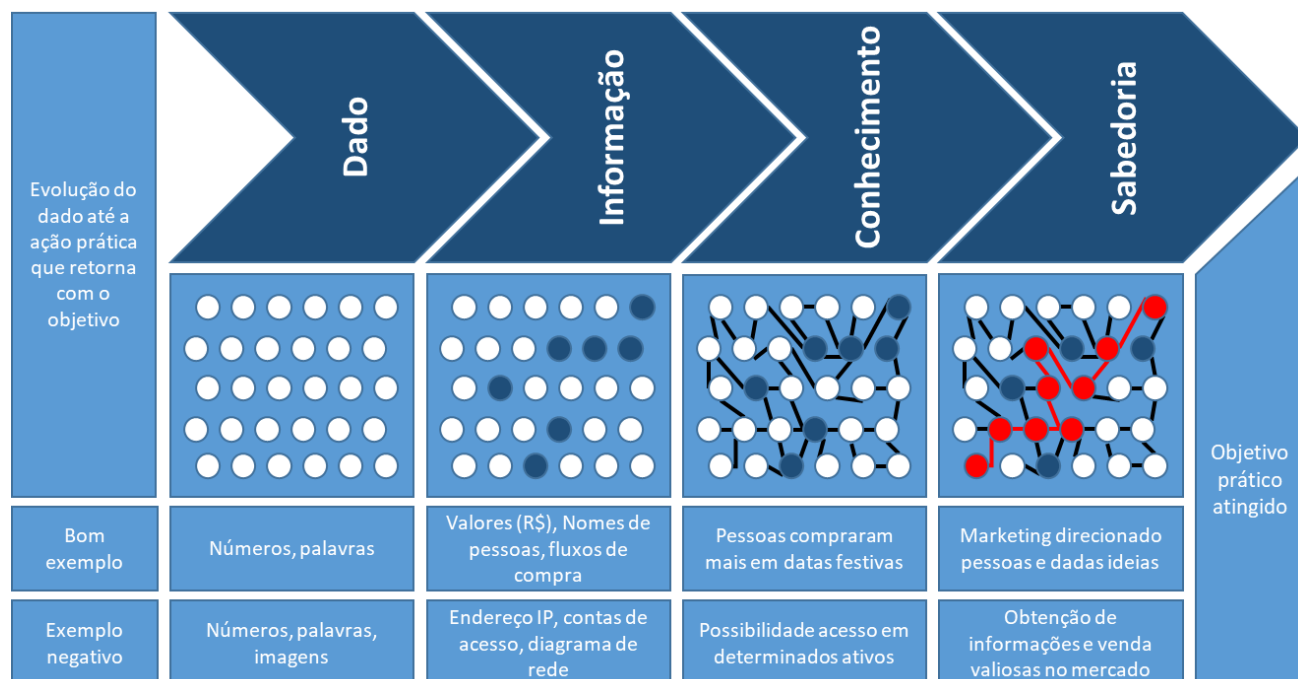 Dado
Informação
Conhecimento
Sabedoria
Evolução do
dado até a
ação prática
que retorna
com o
objetivo
Objetivo
prático
atingido
Bom
exemplo
Números, palavras
Valores (R$), Nomes de
pessoas, fluxos de
compra
Pessoas compraram
mais em datas festivas
Marketing direcionado
pessoas e dadas ideias
Exemplo
negativo
Números, palavras,
imagens
Endereço IP, contas de
acesso, diagrama de
rede
Possibilidade acesso em
determinados ativos
Obtenção de
informações e venda
valiosas no mercado